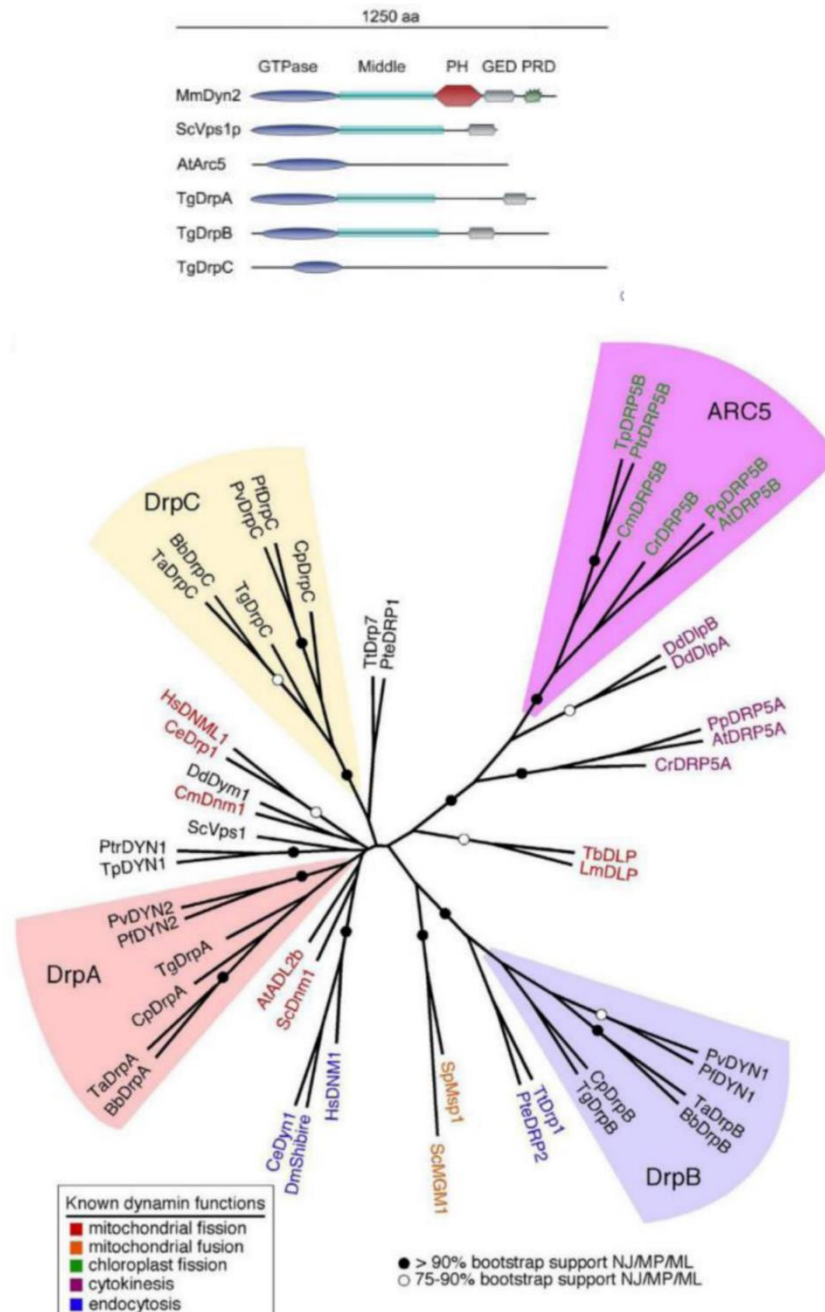 1250 aa
GTPase Middle PH GED PRD
MmDyn2
ScVps1p
AtArc5
TgDrpA
TgDrpB
TgDrpC
ARC5
TpDRP5B
PtrDRP5B
CmDRP5B
CrDRP5B
PpDRP5B
AtDRP5B
DrpC
PfDrpC
PvDrpC
CpDrpC
BbDrpC
TaDrpC
TgDrpC
TtDrp7
PteDRP1
DdDlpB
DdDlpA
PpDRP5A
AtDRP5A
CrDRP5A
HsDNML1
CeDrp1
DdDym1
CmDnm1
ScVps1
PtrDYN1
TpDYN1
TbDLP
LmDLP
PvDYN2
PfDYN2
TgDrpA
DrpA
CpDrpA
TaDrpA
BbDrpA
AtADL2b
ScDnm1
HsDNM1
CeDyn1
DmShibire
SpMsp1
ScMGM1
TtDrp1
PteDRP2
PvDYN1
PfDYN1
CpDrpB
TgDrpB
TaDrpB
BbDrpB
DrpB
Known dynamin functions
mitochondrial fission
mitochondrial fusion
chloroplast fission
cytokinesis
endocytosis
> 90% bootstrap support NJ/MP/ML
75-90% bootstrap support NJ/MP/ML